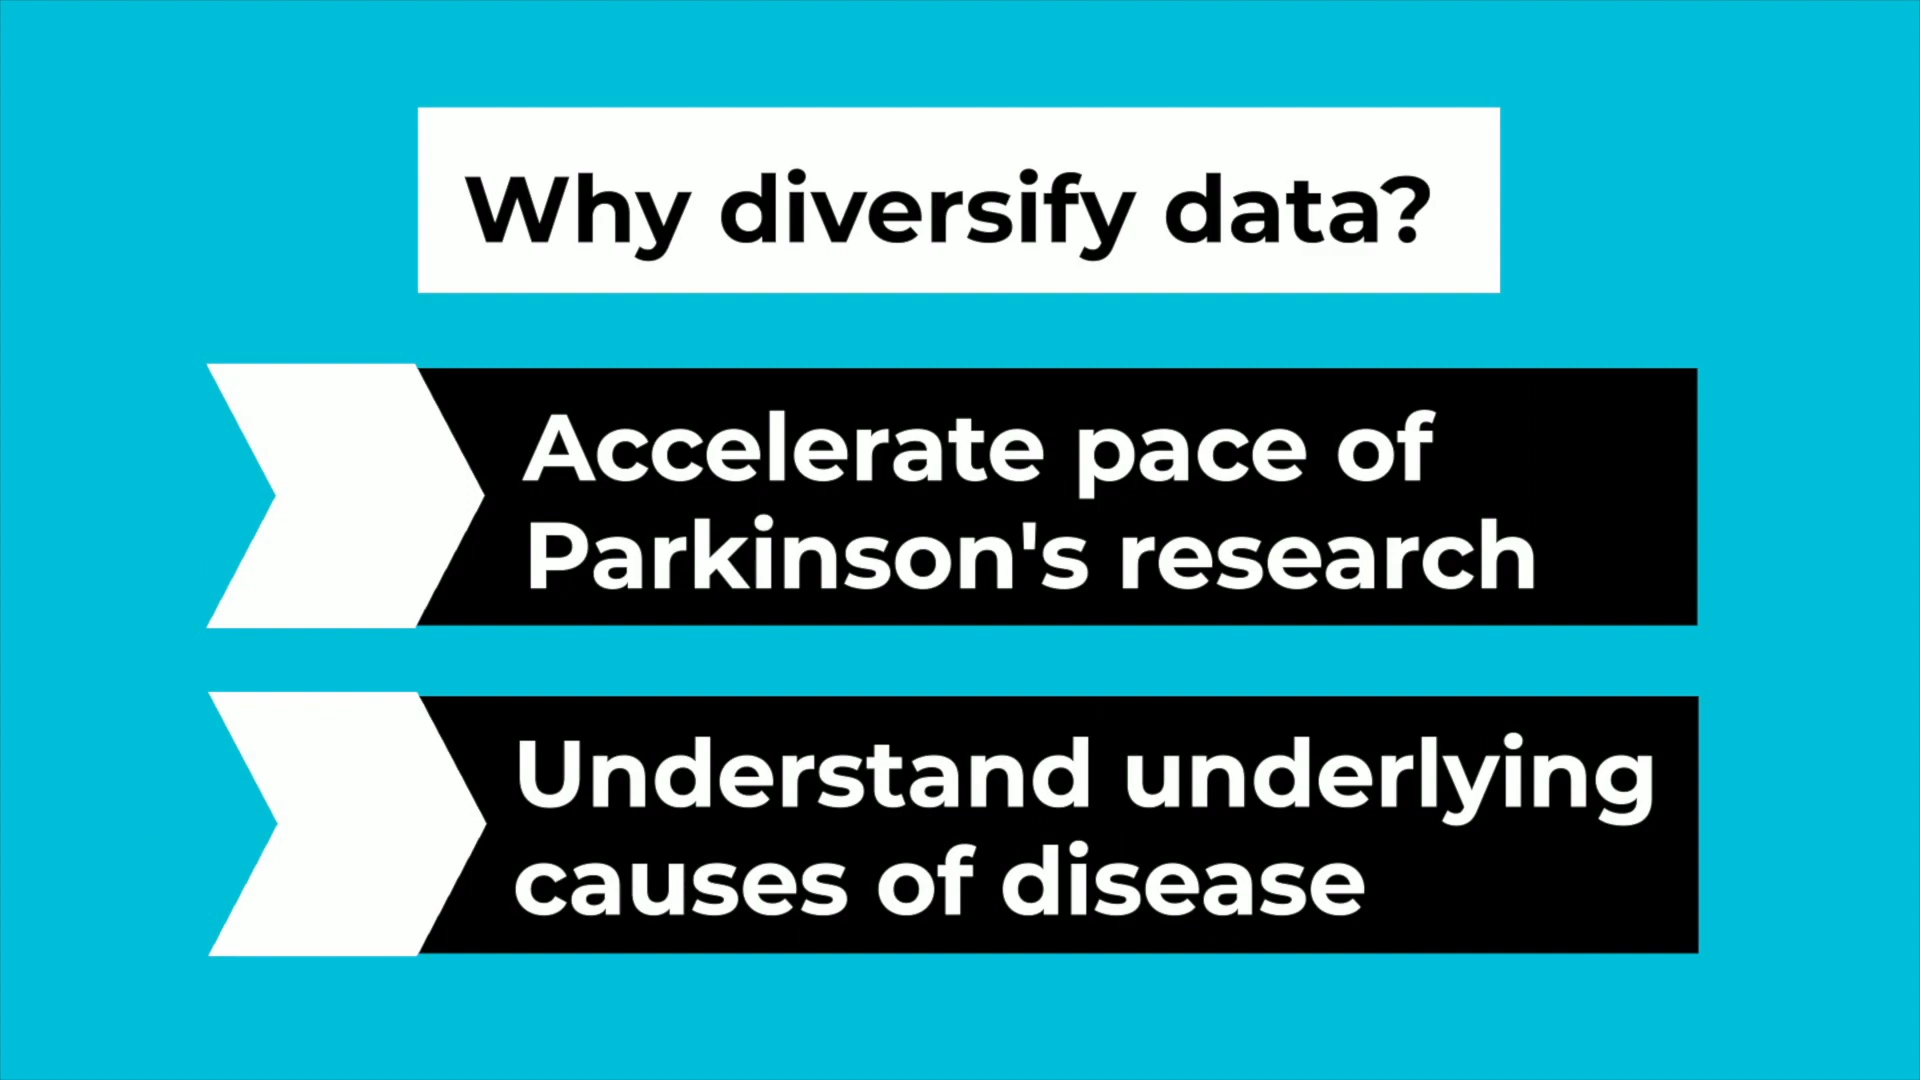 Why diversify data?
Accelerate pace of
Parkinson's research
Understand underlying
causes of disease